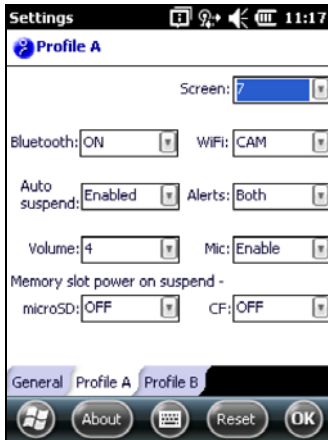 Settings 11:17
Profile A
Screen: 7
Bluetooth: ON WiFi: CAM
Auto
suspend: Enabled Alerts: Both
Volume: 4 Mic: Enable
Memory slot power on suspend -
microSD: OFF CF: OFF
General Profile A Profile B
About Reset OK